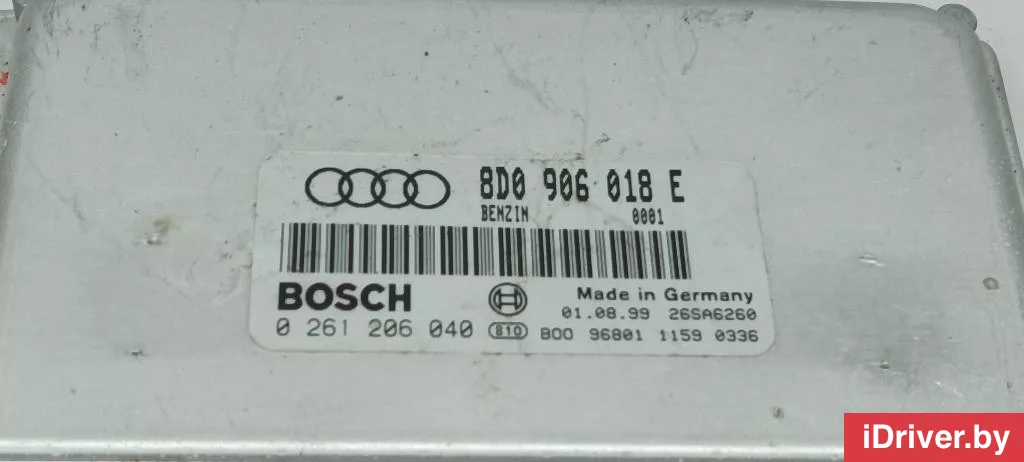 8D0 906 018 E
BENZIN 0001
BOSCH
Made in Germany
01.08.99 26SA6260
0 261 206 040 810 B00 96801 1159 0336
iDriver.by